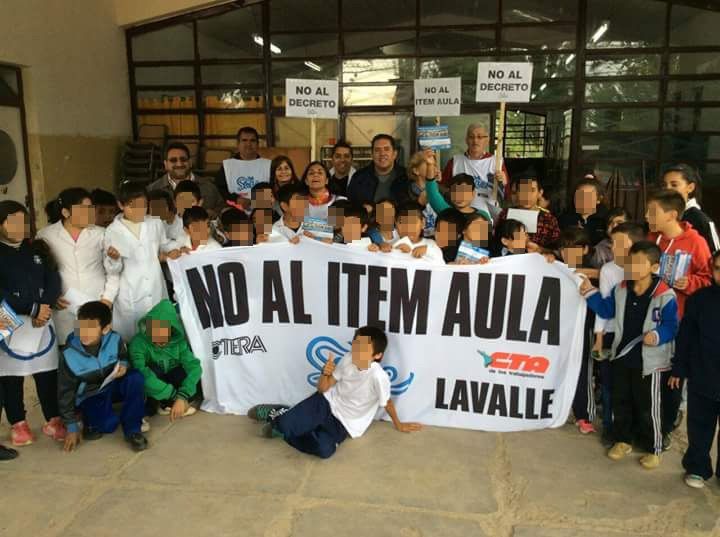 NO AL
DECRETO
NO AL
ITEM AULA
NO AL
DECRETO
NO AL ITEM AULA
CTERA
CTA
de los trabajadores
LAVALLE